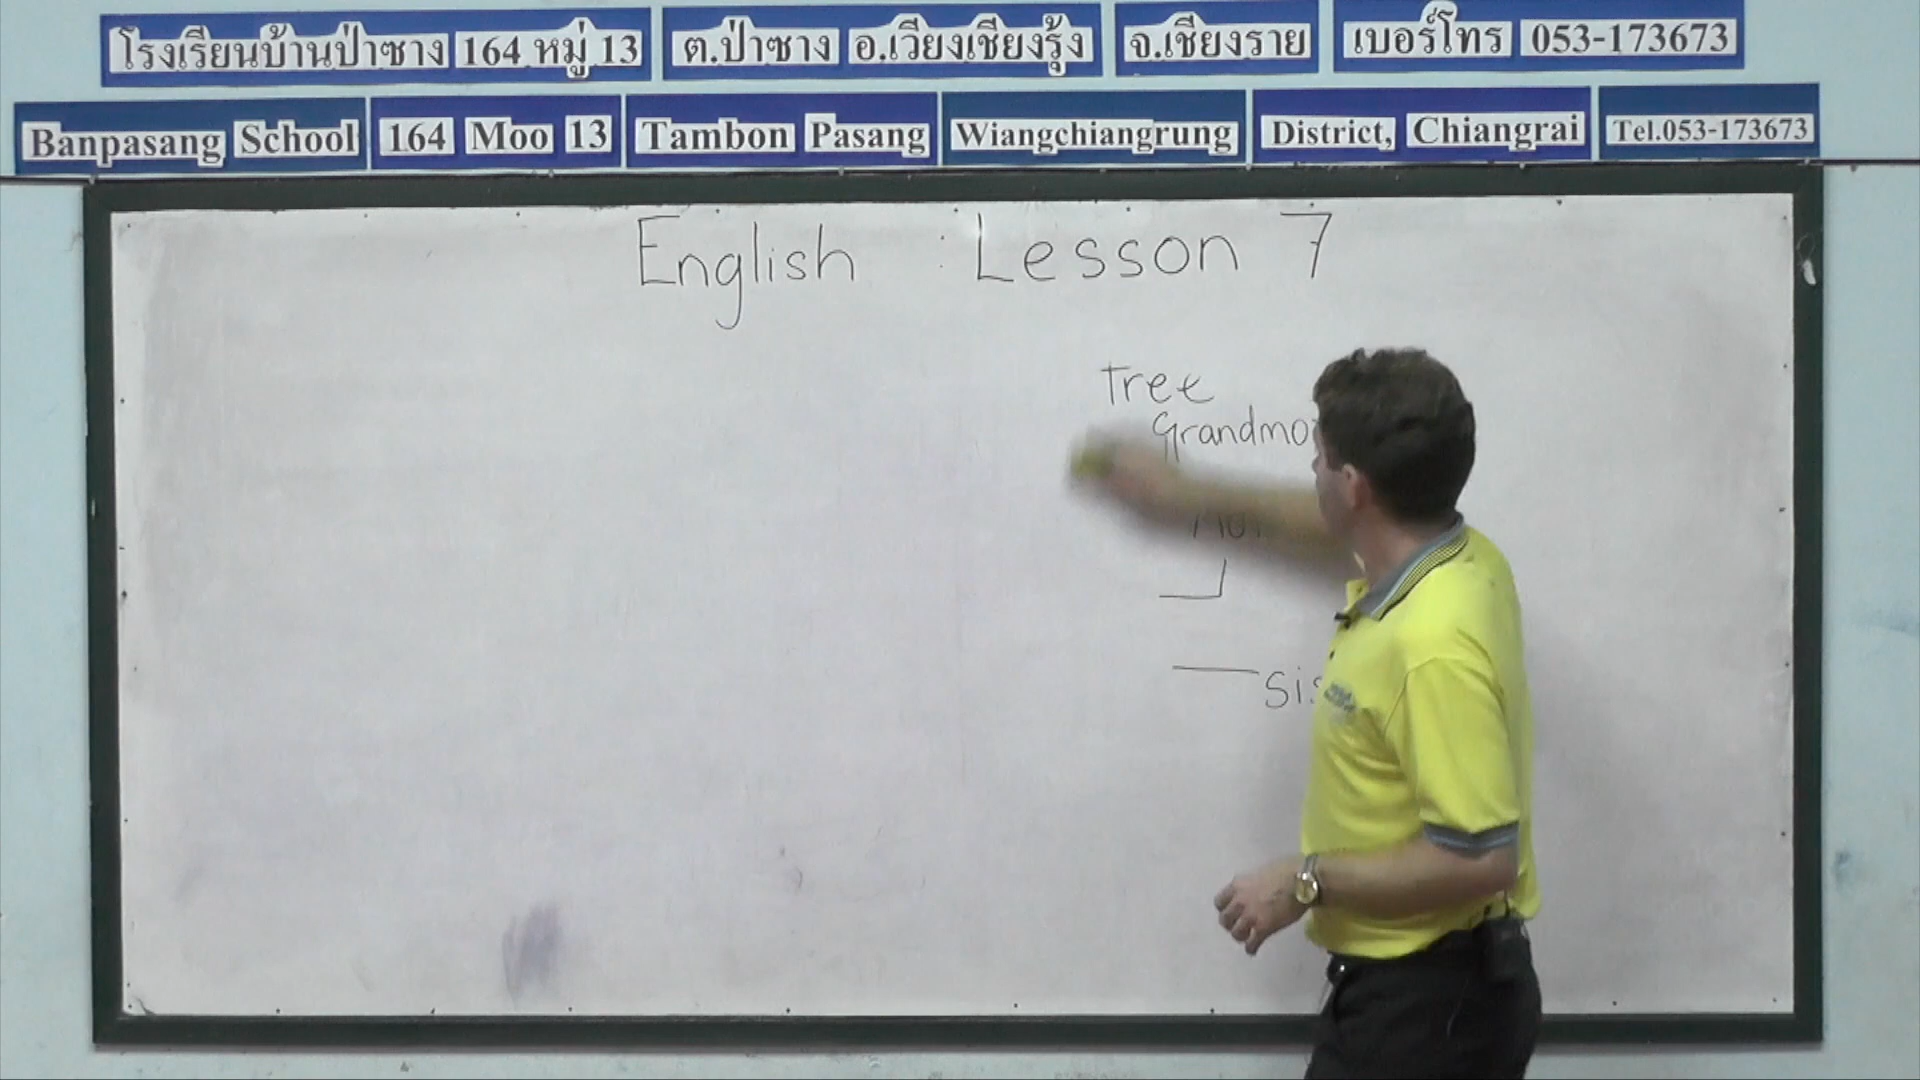 โรงเรียนบ้านป่าซาง 164 หมู่ 13 ต.ป่าซาง อ.เวียงเชียงรุ้ง จ.เชียงราย เบอร์โทร 053-173673
Banpasang School 164 Moo 13 Tambon Pasang Wiangchiangrung District, Chiangrai Tel.053-173673
English : Lesson 7
Tree
Grandmo
Sis